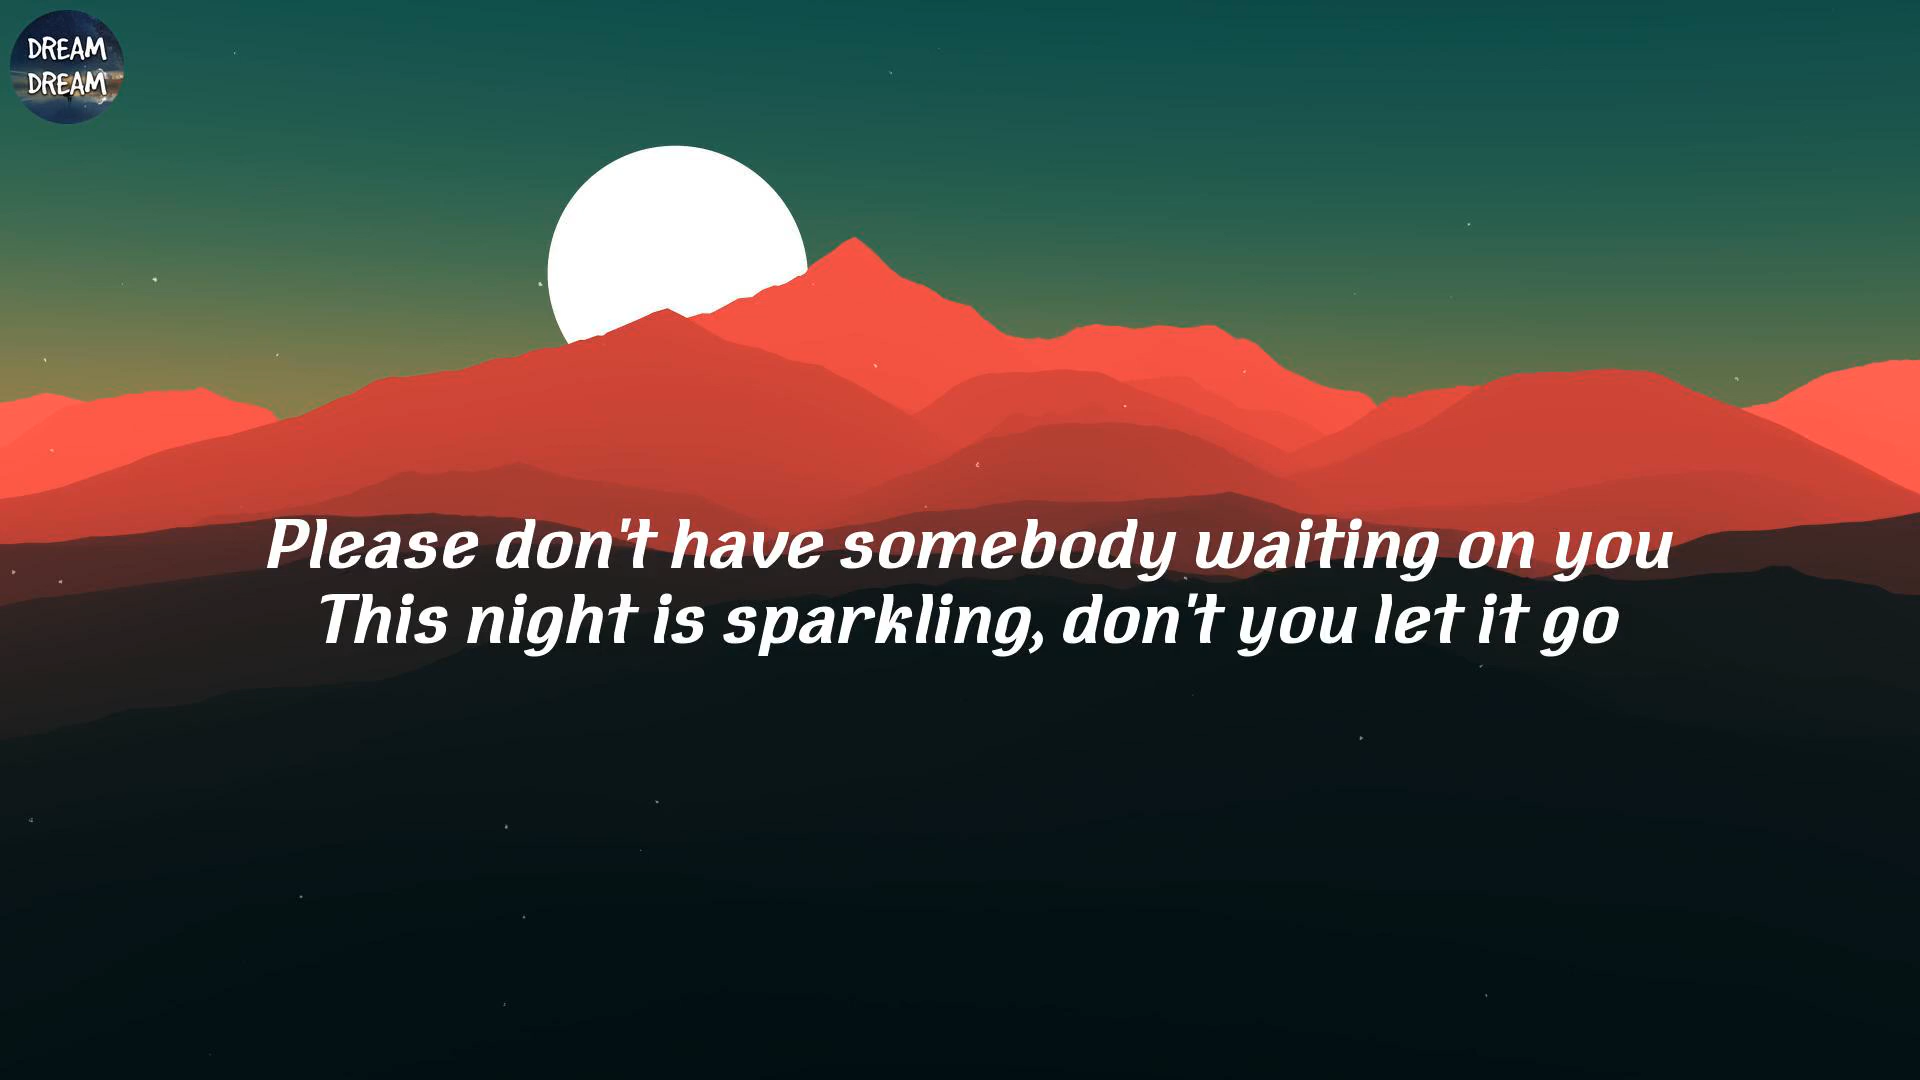 DREAM
DREAM
Please don't have somebody waiting on you
This night is sparkling, don't you let it go